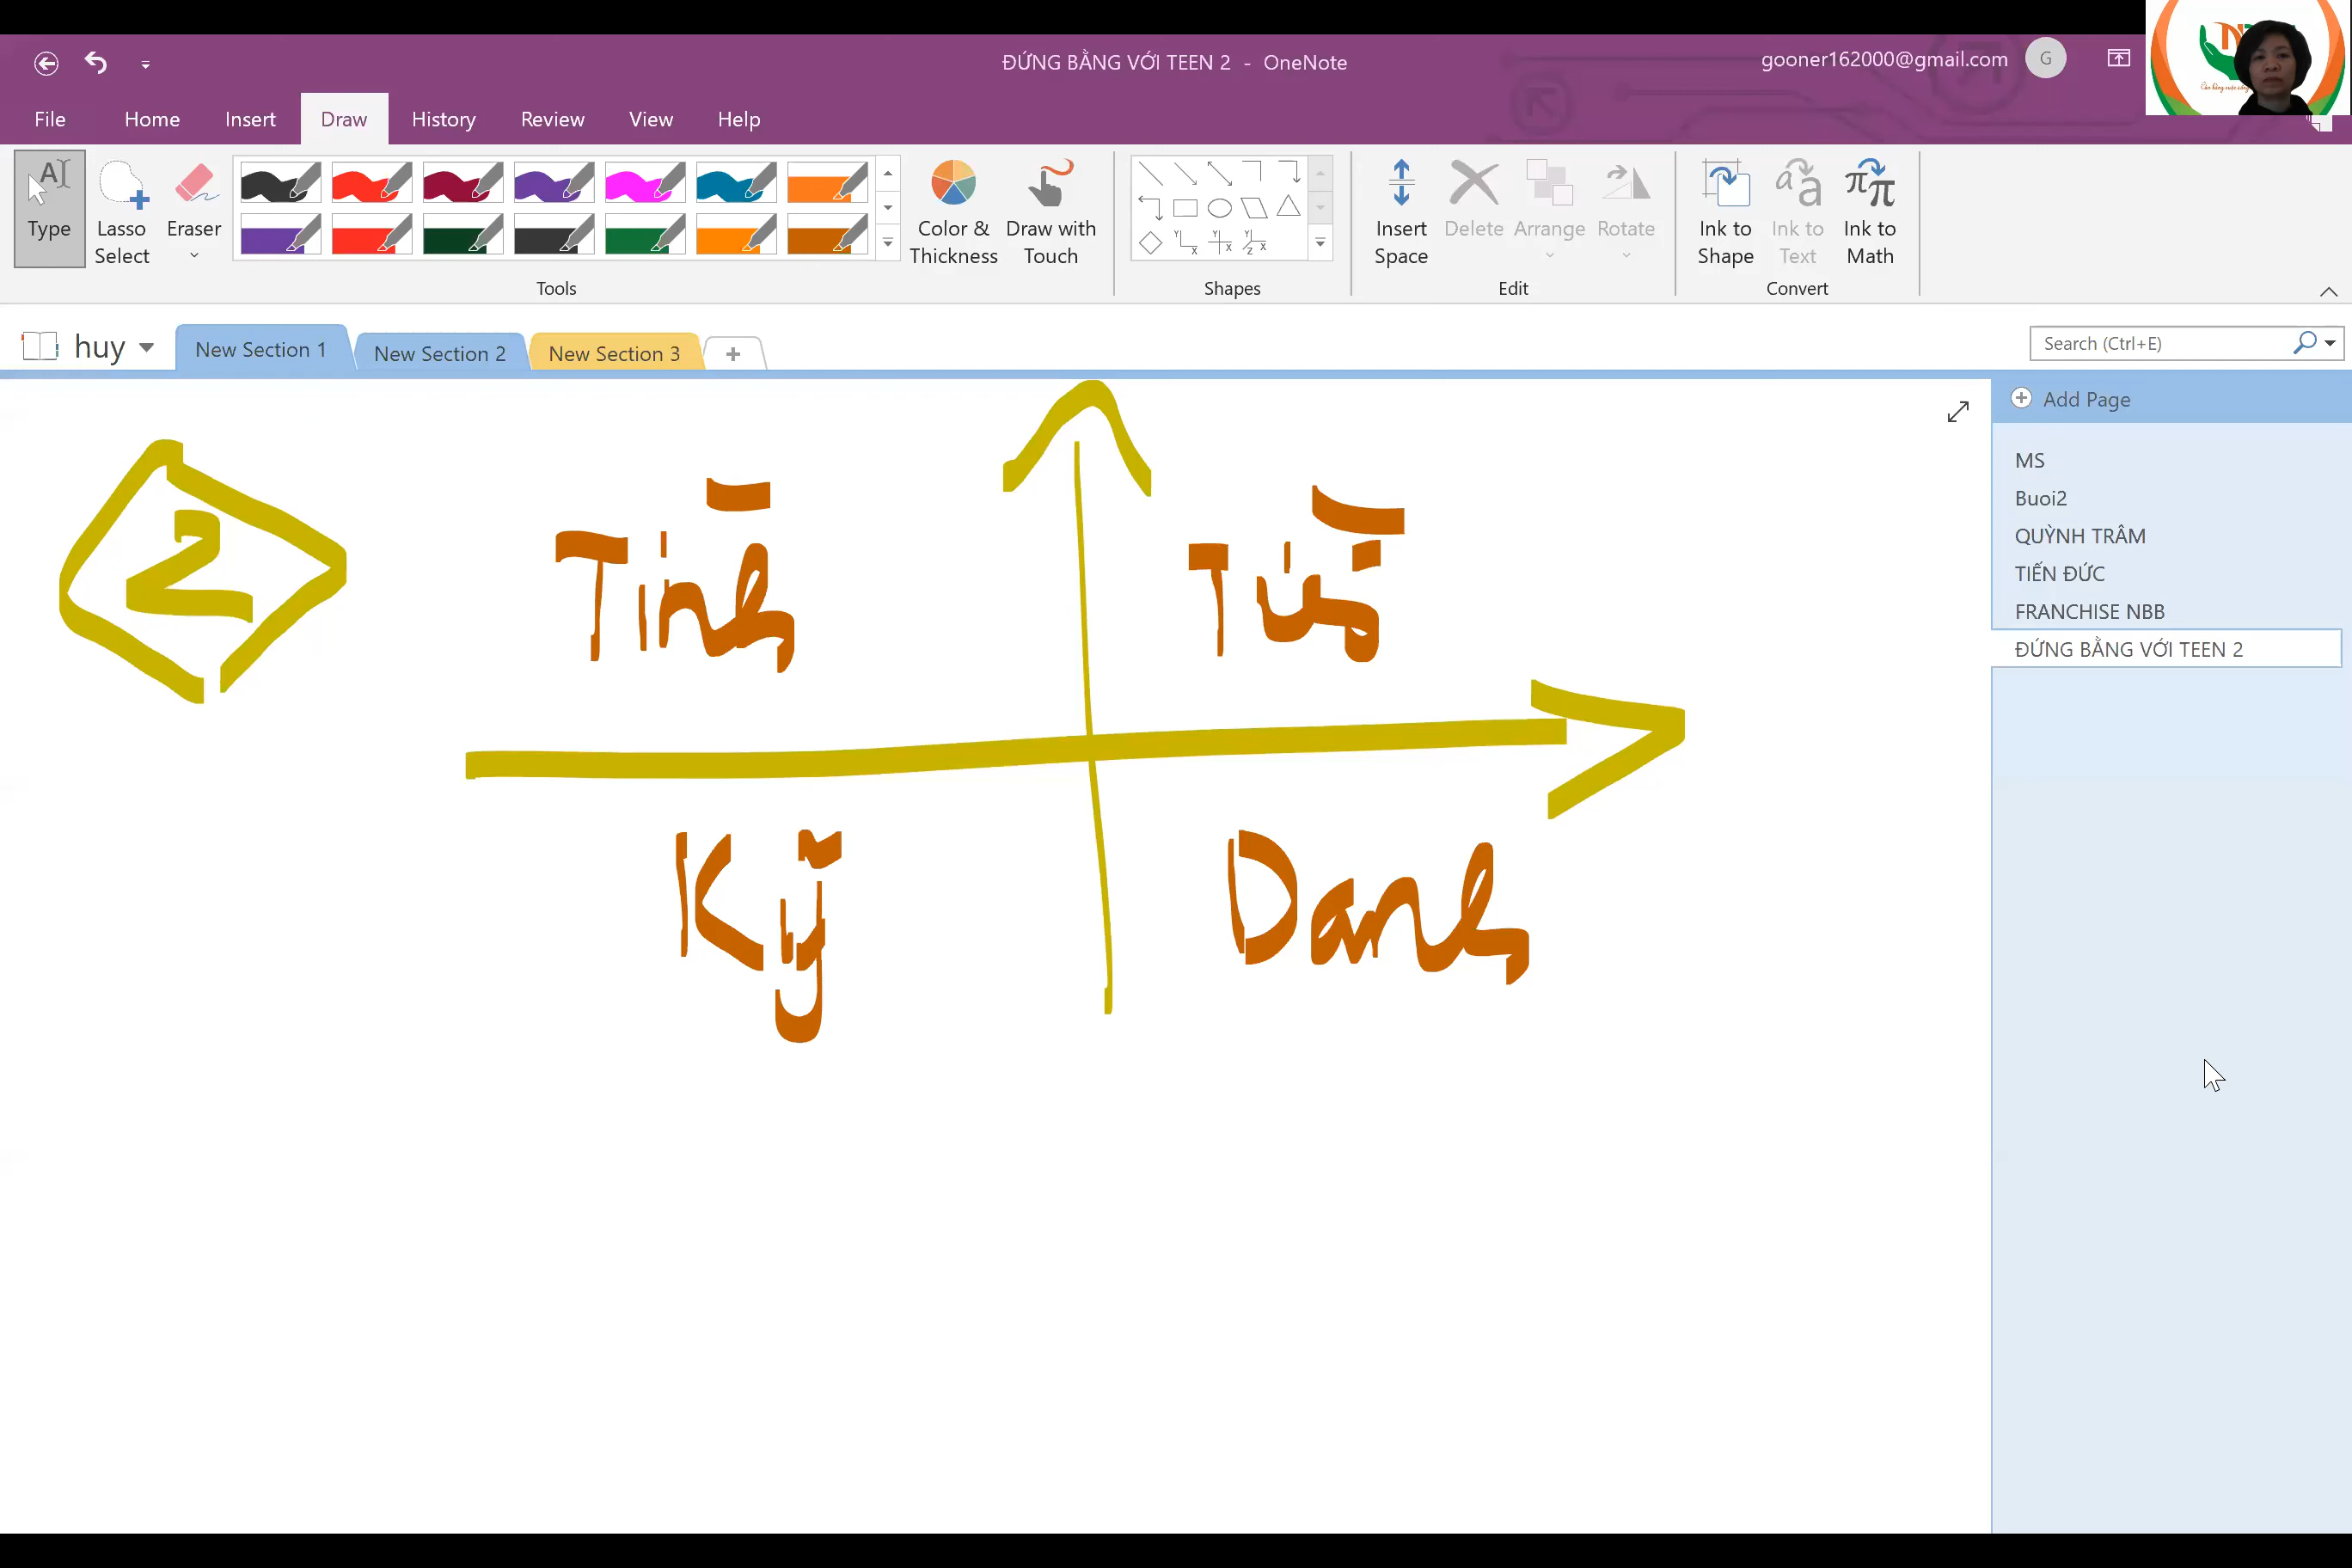 ĐỨNG BẰNG VỚI TEEN 2 - OneNote
gooner162000@gmail.com
G
File Home Insert Draw History Review View Help
Type
Lasso Select
Eraser
Color & Thickness
Draw with Touch
Insert Space
Delete
Arrange
Rotate
Ink to Shape
Ink to Text
Ink to Math
Tools Shapes Edit Convert
huy
New Section 1
New Section 2
New Section 3
Search (Ctrl+E)
Add Page
MS
Buoi2
QUỲNH TRÂM
TIẾN ĐỨC
FRANCHISE NBB
ĐỨNG BẰNG VỚI TEEN 2
2
Tĩnh
Kỹ
Danh